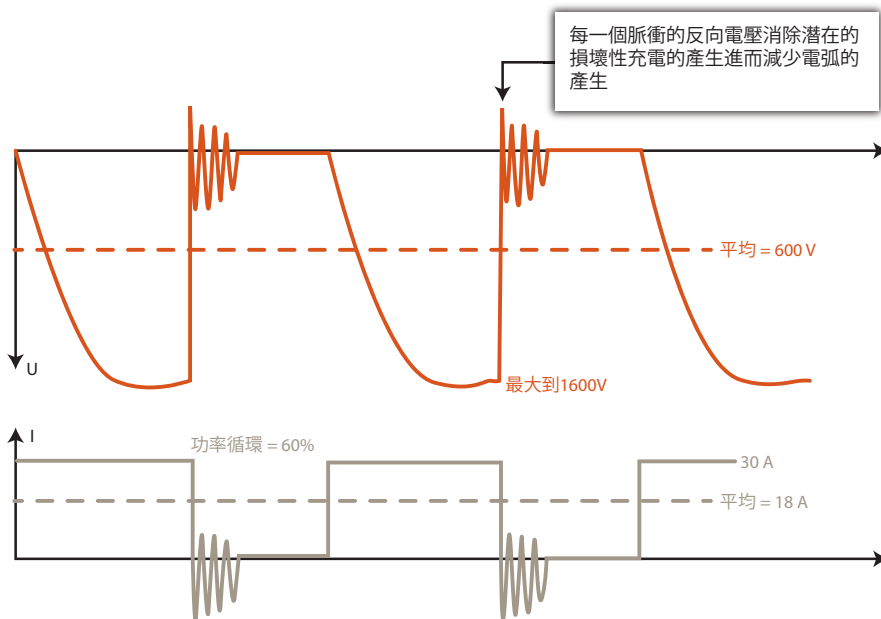 每一個脈衝的反向電壓消除潛在的
損壞性充電的產生進而減少電弧的
產生
平均 = 600 V
U
最大到1600V
I
功率循環 = 60%
30 A
平均 = 18 A